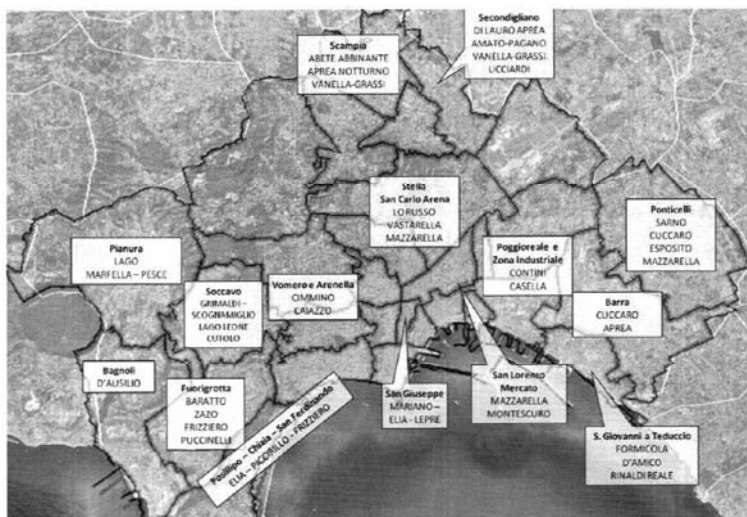 Secondigliano
DI LAURO APREA
AMATO-PAGANO
VANELLA-GRASSI
LICCIARDI
Scampia
ABETE ABBINANTE
APREA NOTTURNO
VANELLA-GRASSI
Stella
San Carlo Arena
LO RUSSO
VASTARELLA
MAZZARELLA
Ponticelli
SARNO
CUCCARO
ESPOSITO
MAZZARELLA
Pianura
LAGO
MARFELLA – PESCE
Poggioreale e
Zona Industriale
CONTINI
CASELLA
Soccavo
GRIMALDI –
SCOGNAMIGLIO
LAGO LEONE
CUTOLO
Vomero e Arenella
CIMMINO
CAIAZZO
Barra
CUCCARO
APREA
Bagnoli
D'AUSILIO
Fuorigrotta
BARATTO
ZAZO
FRIZZIERO
PUCCINELLI
Posillipo – Chiaia – San Ferdinando
ELIA – PICCIRILLO – FRIZZIERO
San Giuseppe
MARIANO –
ELIA - LEPRE
San Lorenzo
Mercato
MAZZARELLA
MONTESCURO
S. Giovanni a Teduccio
FORMICOLA
D'AMICO
RINALDI REALE